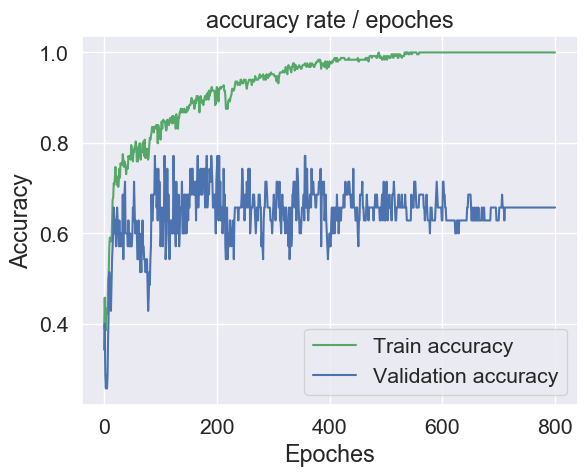 accuracy rate / epoches
1.0
0.8
0.6
0.4
Accuracy
0 200 400 600 800
Epoches
Train accuracy
Validation accuracy